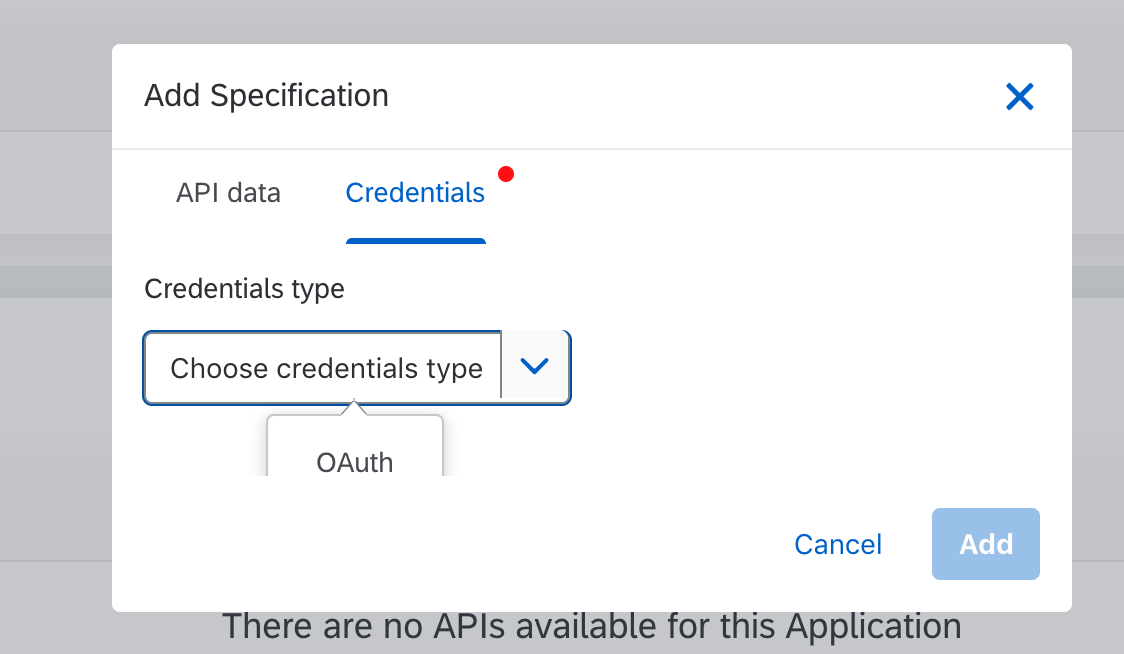 Add Specification
API data
Credentials
Credentials type
Choose credentials type
OAuth
Cancel
Add
There are no APIs available for this Application